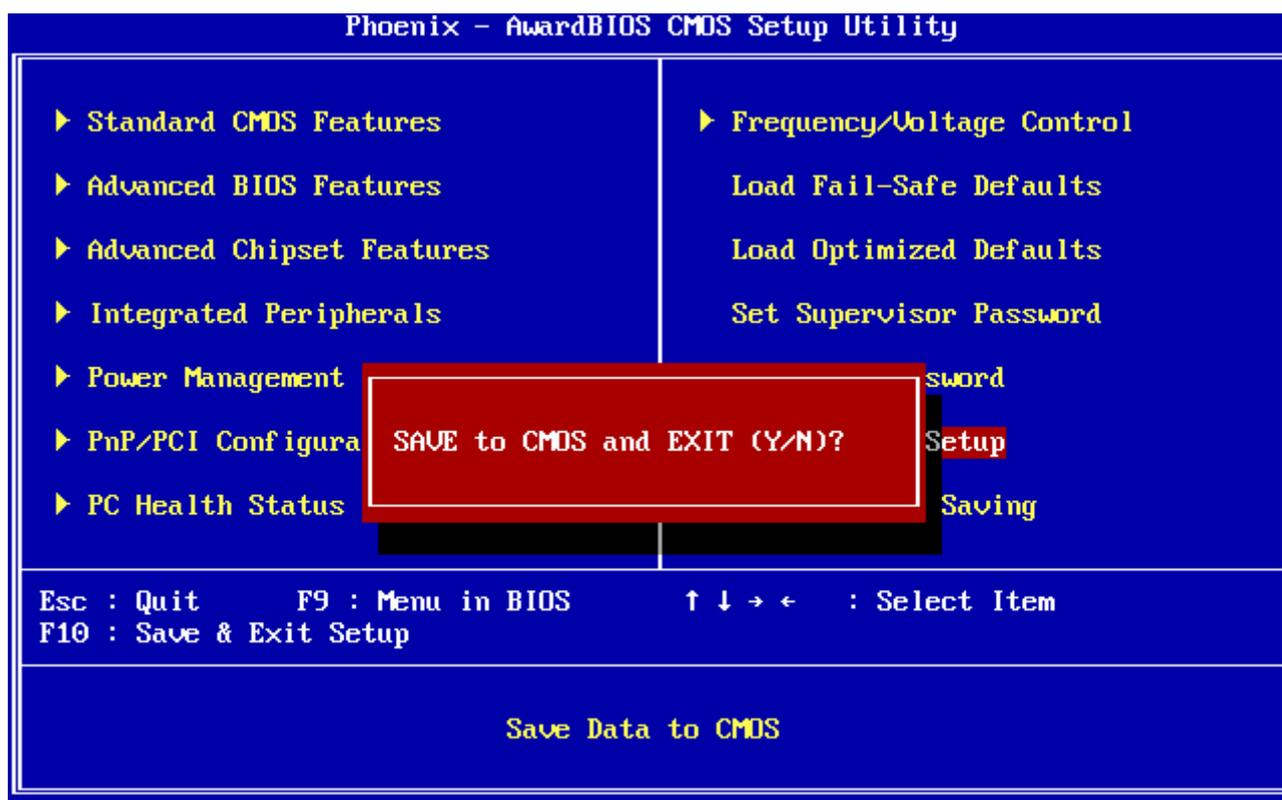 Phoenix - AwardBIOS CMOS Setup Utility
Standard CMOS Features
Advanced BIOS Features
Advanced Chipset Features
Integrated Peripherals
Power Management
PnP/PCI Configura
PC Health Status
Frequency/Voltage Control
Load Fail-Safe Defaults
Load Optimized Defaults
Set Supervisor Password
sword
Setup
Saving
SAVE to CMOS and EXIT (Y/N)?
Esc : Quit F9 : Menu in BIOS ↑ ↓ → ← : Select Item
F10 : Save & Exit Setup
Save Data to CMOS